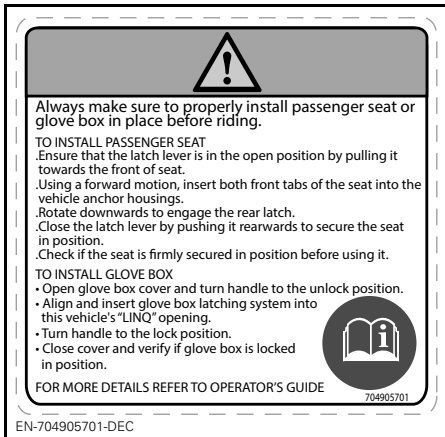 Always make sure to properly install passenger seat or
glove box in place before riding.
TO INSTALL PASSENGER SEAT
.Ensure that the latch lever is in the open position by pulling it
towards the front of seat.
.Using a forward motion, insert both front tabs of the seat into the
vehicle anchor housings.
.Rotate downwards to engage the rear latch.
.Close the latch lever by pushing it rearwards to secure the seat
in position.
.Check if the seat is firmly secured in position before using it.
TO INSTALL GLOVE BOX
• Open glove box cover and turn handle to the unlock position.
• Align and insert glove box latching system into
this vehicle's "LINQ" opening.
• Turn handle to the lock position.
• Close cover and verify if glove box is locked
in position.
FOR MORE DETAILS REFER TO OPERATOR'S GUIDE
704905701
EN-704905701-DEC